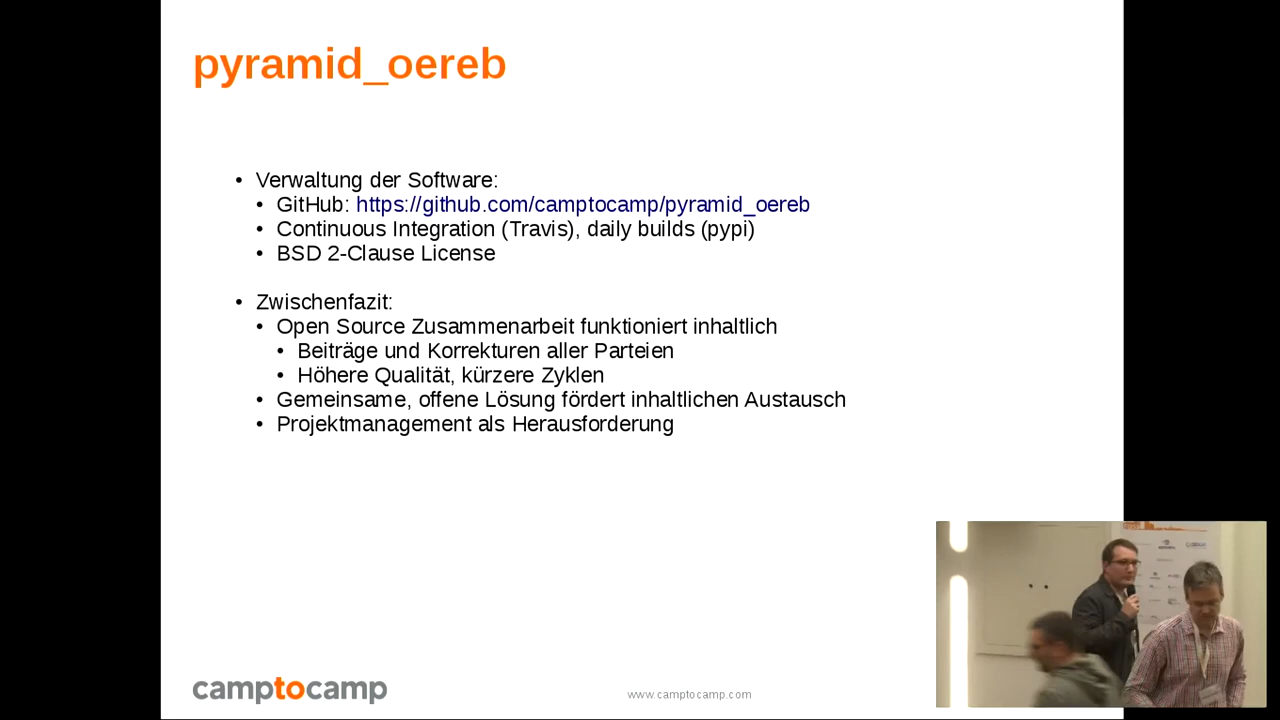 pyramid_oereb
• Verwaltung der Software:
• GitHub: https://github.com/camptocamp/pyramid_oereb
• Continuous Integration (Travis), daily builds (pypi)
• BSD 2-Clause License
• Zwischenfazit:
• Open Source Zusammenarbeit funktioniert inhaltlich
• Beiträge und Korrekturen aller Parteien
• Höhere Qualität, kürzere Zyklen
• Gemeinsame, offene Lösung fördert inhaltlichen Austausch
• Projektmanagement als Herausforderung
camptocamp
www.camptocamp.com